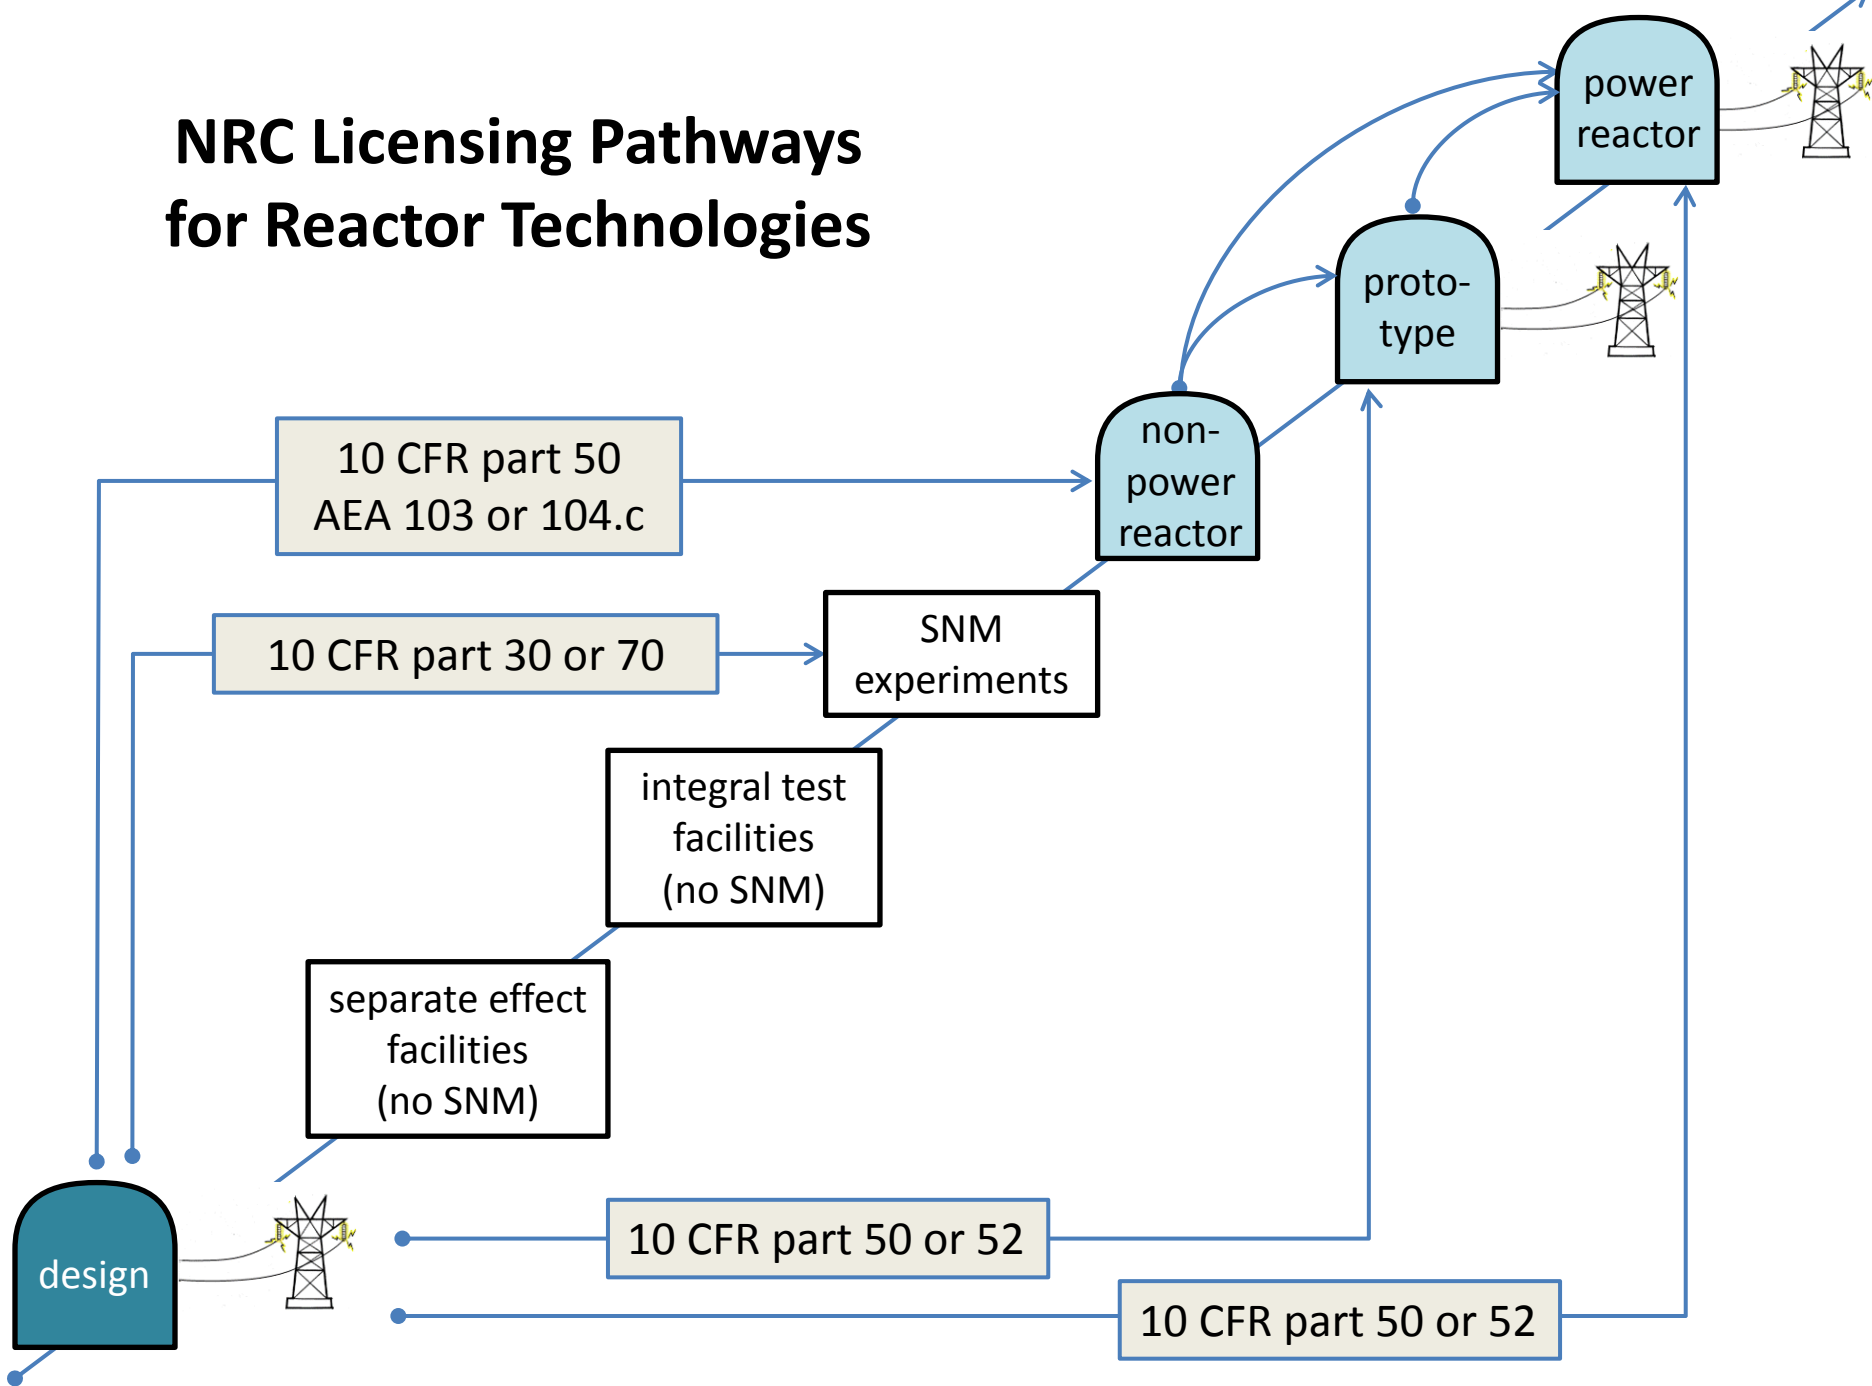 NRC Licensing Pathways
for Reactor Technologies
power
reactor
proto-
type
non-
power
reactor
10 CFR part 50
AEA 103 or 104.c
10 CFR part 30 or 70
SNM
experiments
integral test
facilities
(no SNM)
separate effect
facilities
(no SNM)
design
10 CFR part 50 or 52
10 CFR part 50 or 52